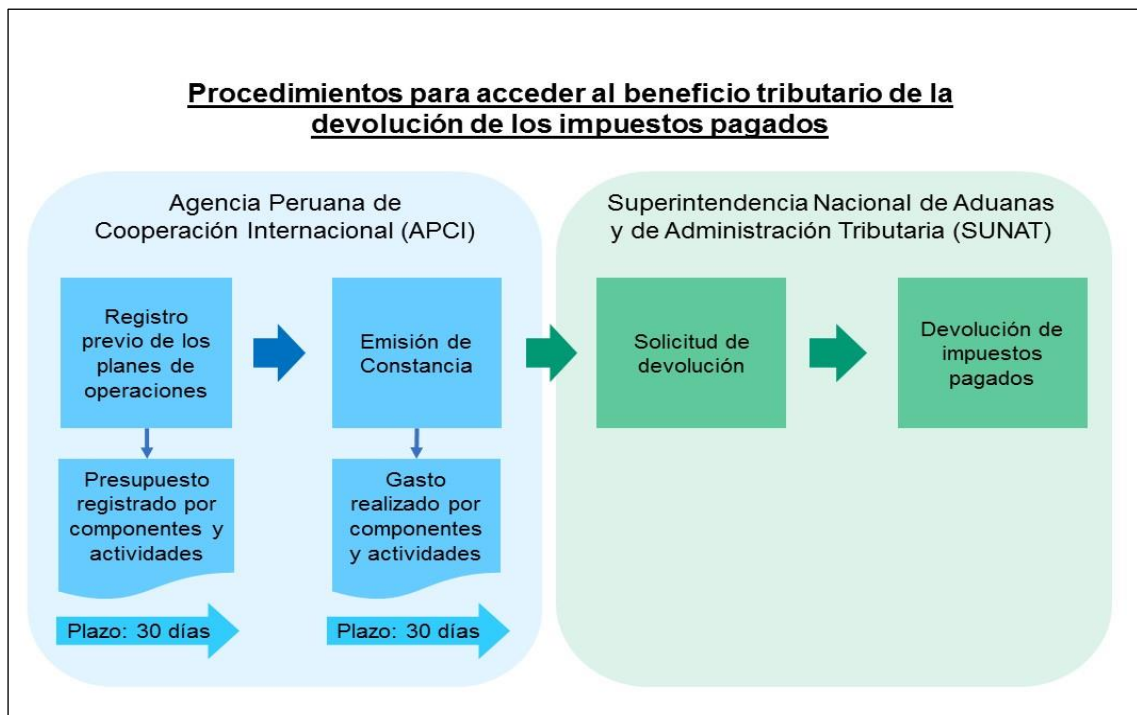 Procedimientos para acceder al beneficio tributario de la
devolución de los impuestos pagados
Agencia Peruana de
Cooperación Internacional (APCI)
Superintendencia Nacional de Aduanas
y de Administración Tributaria (SUNAT)
Registro
previo de los
planes de
operaciones
Emisión de
Constancia
Solicitud de
devolución
Devolución de
impuestos
pagados
Presupuesto
registrado por
componentes y
actividades
Gasto
realizado por
componentes
y actividades
Plazo: 30 días
Plazo: 30 días